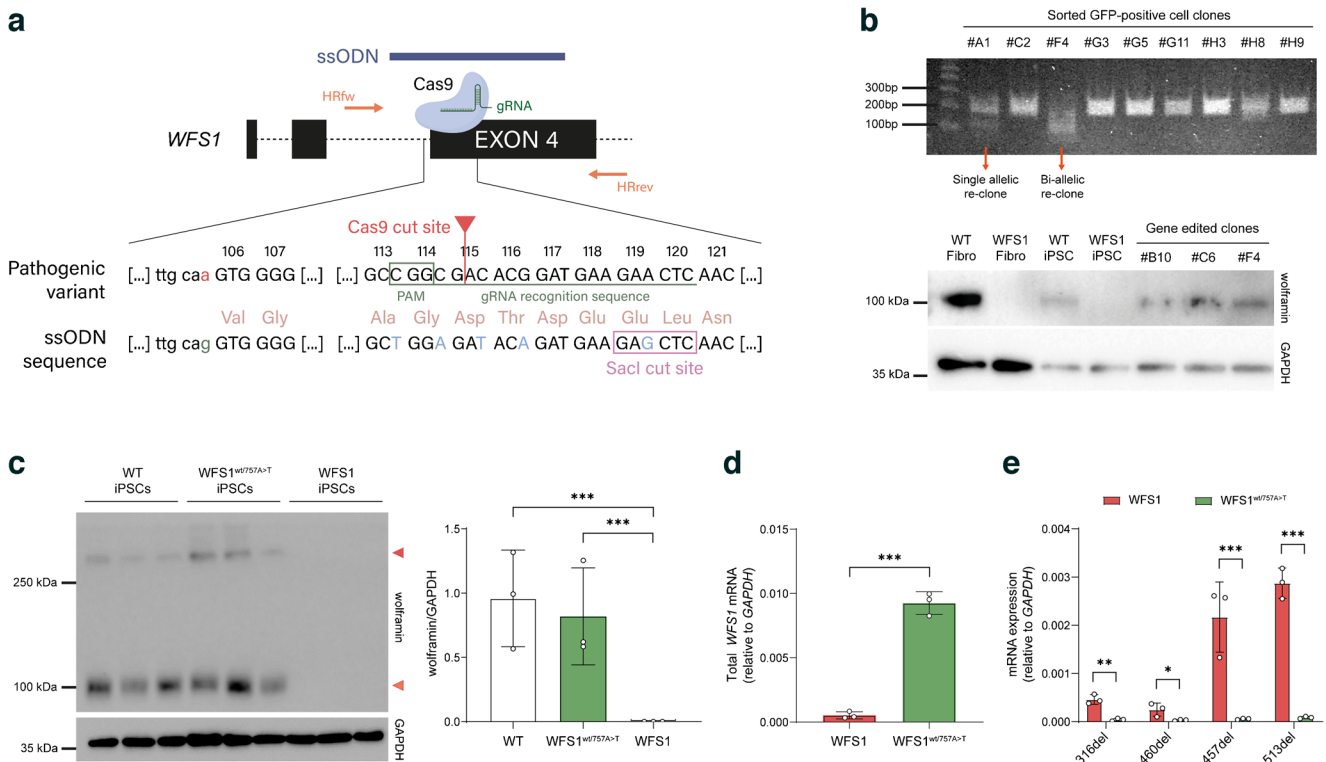 a
ssODN
Cas9
HRfw
gRNA
WFS1
EXON 4
HRrev
Cas9 cut site
106 107 113 114 115 116 117 118 119 120 121
Pathogenic variant
[...] ttg caa GTG GGG [...] [...] GCC GGC GAC ACG GAT GAA GAA CTC AAC [...]
PAM gRNA recognition sequence
Val Gly Ala Gly Asp Thr Asp Glu Glu Leu Asn
ssODN sequence
[...] ttg cag GTG GGG [...] [...] GCT GGA GAT ACA GAT GAA GAG CTC AAC [...]
SacI cut site
b
Sorted GFP-positive cell clones
#A1 #C2 #F4 #G3 #G5 #G11 #H3 #H8 #H9
300bp
200bp
100bp
Single allelic re-clone
Bi-allelic re-clone
WT Fibro
WFS1 Fibro
WT iPSC
WFS1 iPSC
Gene edited clones
#B10 #C6 #F4
100 kDa
wolframin
35 kDa
GAPDH
c
WT iPSCs
WFS1wt/757A>T iPSCs
WFS1 iPSCs
250 kDa
wolframin
100 kDa
35 kDa
GAPDH
***
***
wolframin/GAPDH
1.5
1.0
0.5
0.0
WT WFS1wt/757A>T WFS1
d
***
Total WFS1 mRNA
(relative to GAPDH)
0.015
0.010
0.005
0.000
WFS1 WFS1wt/757A>T
e
WFS1 WFS1wt/757A>T
mRNA expression
(relative to GAPDH)
0.004
0.003
0.002
0.001
0.000
** * *** ***
316del 460del 457del 513del